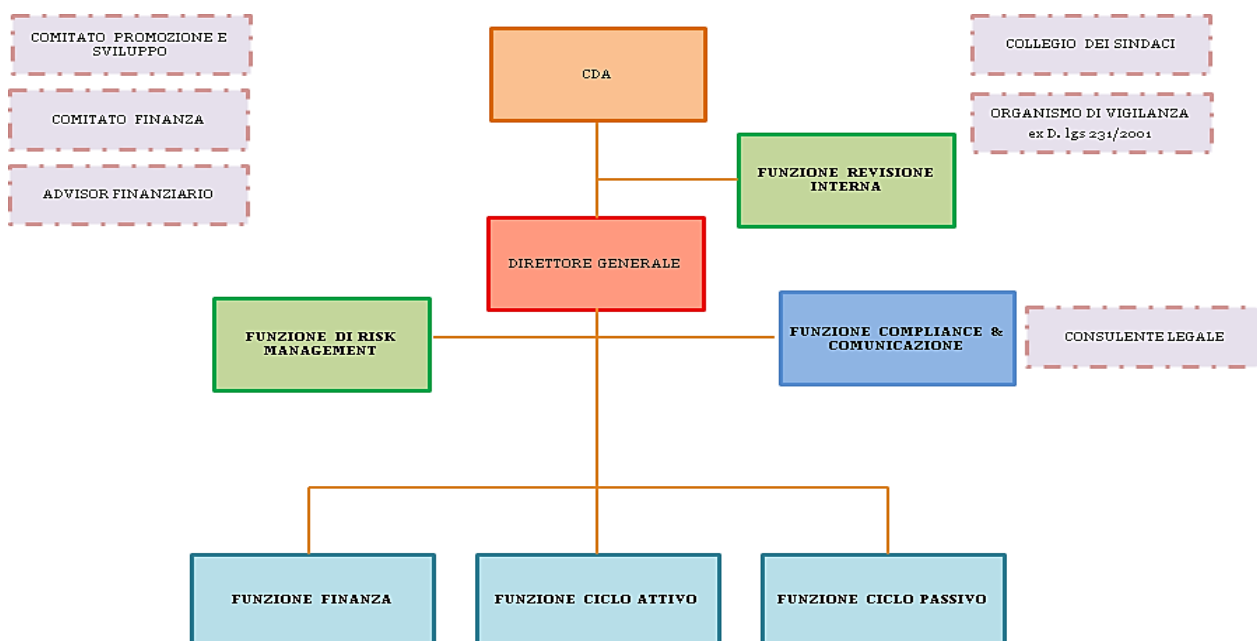 COMITATO PROMOZIONE E
SVILUPPO
COMITATO FINANZA
ADVISOR FINANZIARIO
CDA
COLLEGIO DEI SINDACI
ORGANISMO DI VIGILANZA
ex D. lgs 231/2001
FUNZIONE REVISIONE
INTERNA
DIRETTORE GENERALE
FUNZIONE DI RISK
MANAGEMENT
FUNZIONE COMPLIANCE &
COMUNICAZIONE
CONSULENTE LEGALE
FUNZIONE FINANZA
FUNZIONE CICLO ATTIVO
FUNZIONE CICLO PASSIVO